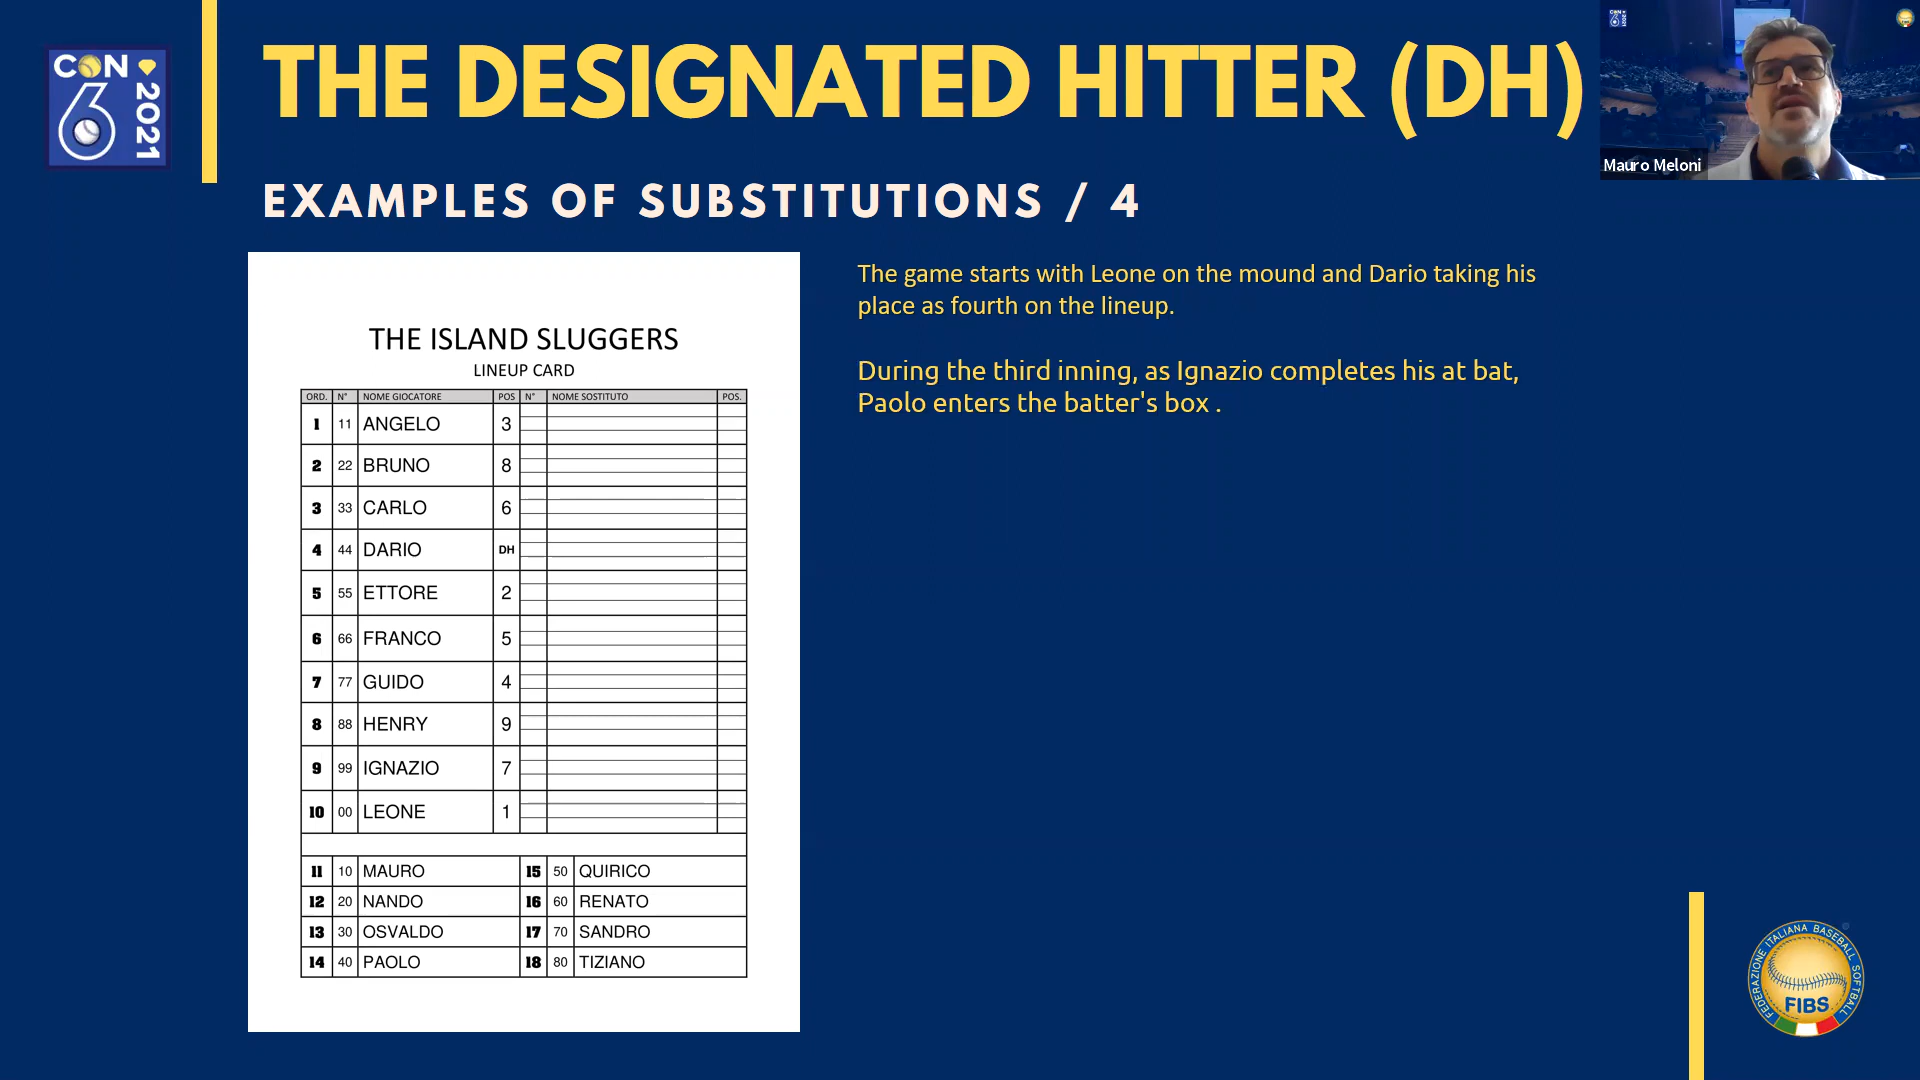 CON 6 2021
THE DESIGNATED HITTER (DH)
Mauro Meloni
EXAMPLES OF SUBSTITUTIONS / 4
The game starts with Leone on the mound and Dario taking his
place as fourth on the lineup.
During the third inning, as Ignazio completes his at bat,
Paolo enters the batter's box .
THE ISLAND SLUGGERS
LINEUP CARD
ORD. N° NOME GIOCATORE POS N° NOME SOSTITUTO POS.
1 11 ANGELO 3
2 22 BRUNO 8
3 33 CARLO 6
4 44 DARIO DH
5 55 ETTORE 2
6 66 FRANCO 5
7 77 GUIDO 4
8 88 HENRY 9
9 99 IGNAZIO 7
10 00 LEONE 1
11 10 MAURO 15 50 QUIRICO
12 20 NANDO 16 60 RENATO
13 30 OSVALDO 17 70 SANDRO
14 40 PAOLO 18 80 TIZIANO
FEDERAZIONE ITALIANA BASEBALL SOFTBALL
FIBS